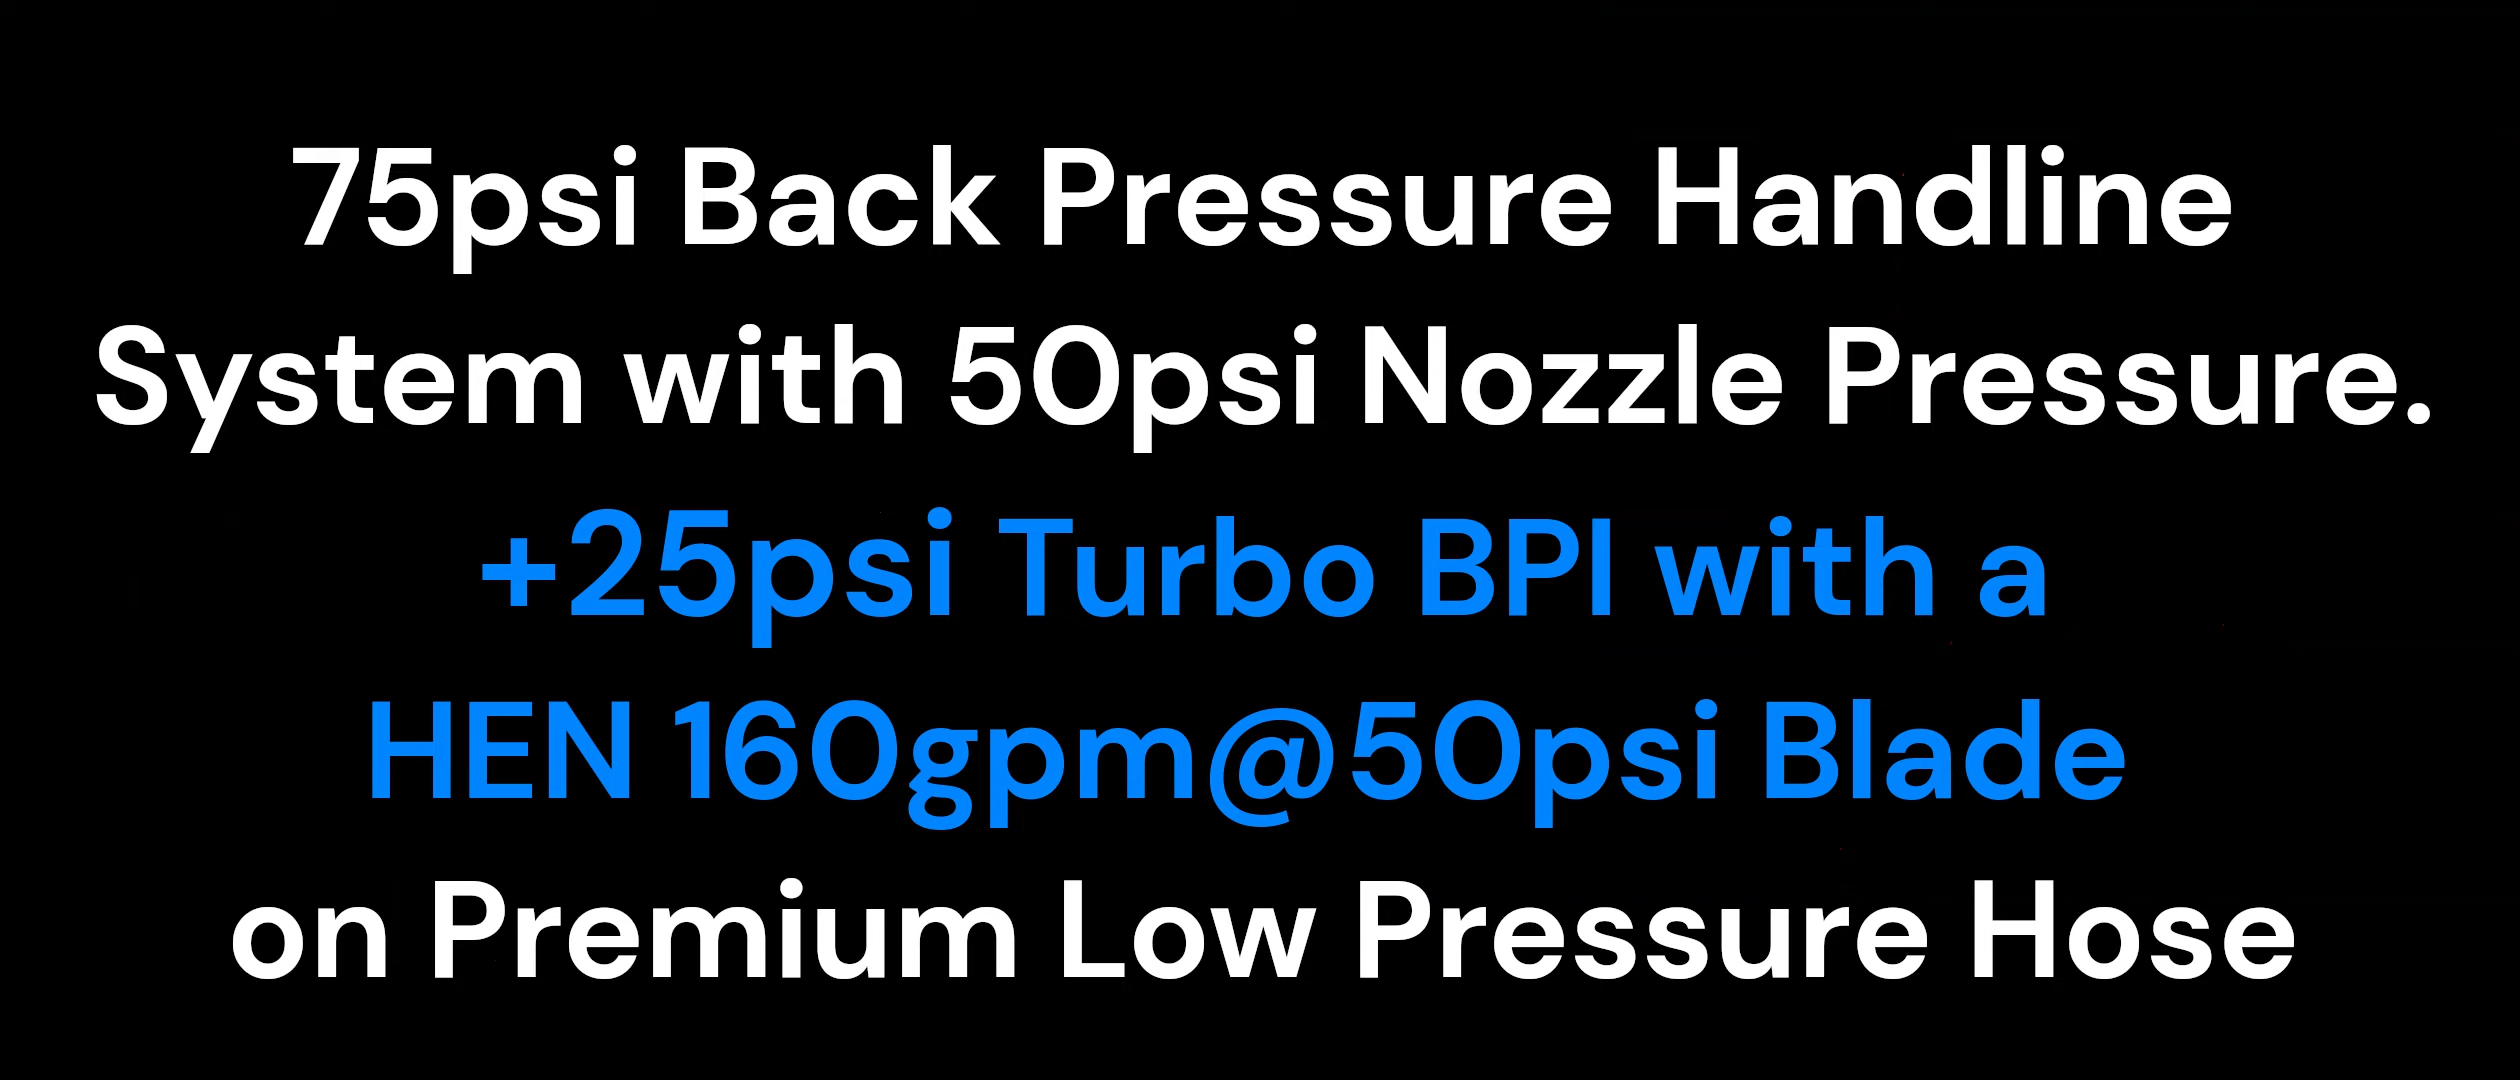 75psi Back Pressure Handline
System with 50psi Nozzle Pressure.
+25psi Turbo BPI with a
HEN 160gpm@50psi Blade
on Premium Low Pressure Hose